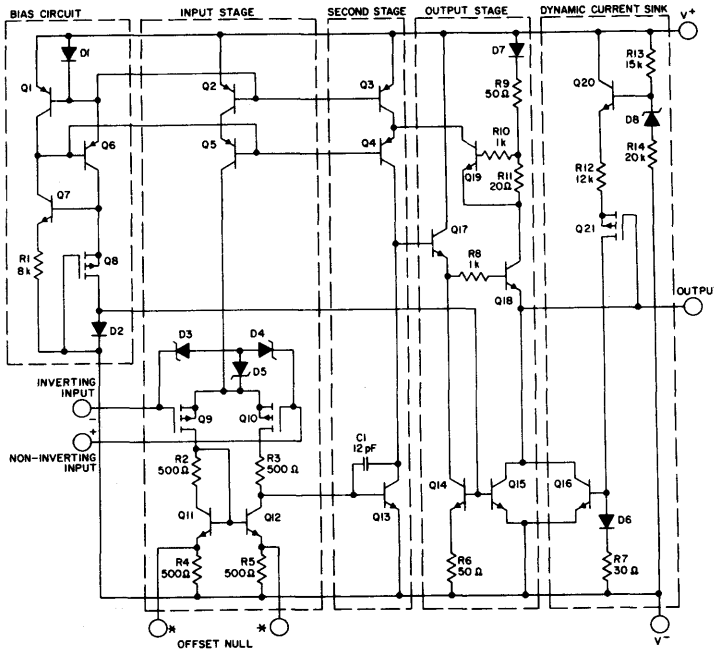 BIAS CIRCUIT
INPUT STAGE
SECOND STAGE
OUTPUT STAGE
DYNAMIC CURRENT SINK
V+
D1
D7
R13
15k
Q1
Q2
Q3
R9
50Ω
Q20
D8
Q6
Q5
Q4
R10
1k
Q19
R11
20Ω
R14
20k
R12
12k
Q7
Q17
R8
1k
Q21
R1
8k
Q8
Q18
OUTPUT
D2
D3
D4
D5
INVERTING
INPUT
−
+
NON-INVERTING
INPUT
Q9
Q10
C1
12pF
R2
500Ω
R3
500Ω
Q14
Q15
Q16
Q11
Q12
Q13
D6
R4
500Ω
R5
500Ω
R6
50Ω
R7
30Ω
*
*
OFFSET NULL
V−